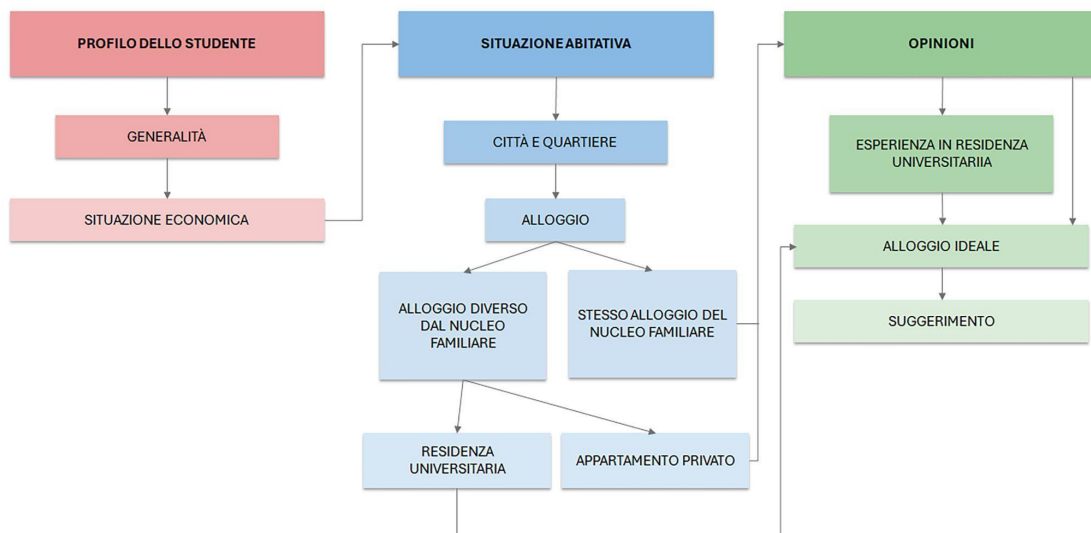 PROFILO DELLO STUDENTE
GENERALITÀ
SITUAZIONE ECONOMICA
SITUAZIONE ABITATIVA
CITTÀ E QUARTIERE
ALLOGGIO
ALLOGGIO DIVERSO
DAL NUCLEO
FAMILIARE
STESSO ALLOGGIO DEL
NUCLEO FAMILIARE
RESIDENZA
UNIVERSITARIA
APPARTAMENTO PRIVATO
OPINIONI
ESPERIENZA IN RESIDENZA
UNIVERSITARIIA
ALLOGGIO IDEALE
SUGGERIMENTO